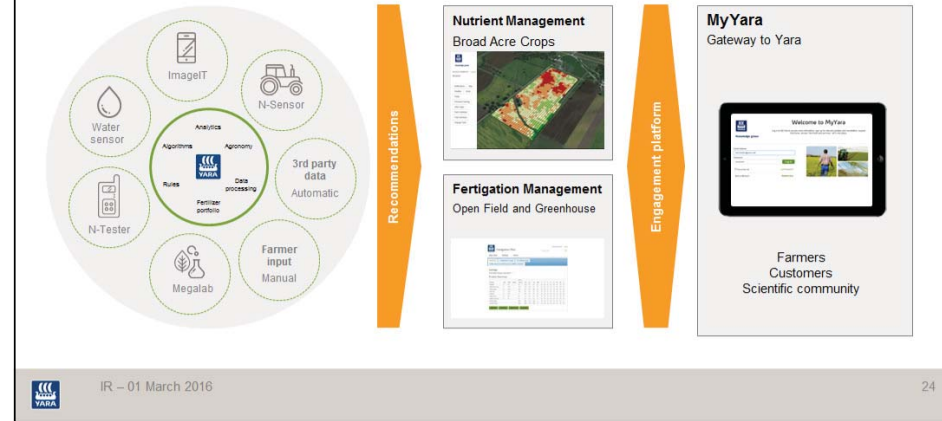 ImageIT
N-Sensor
Water
sensor
Analytics
Algorithms
Agronomy
YARA
Rules
Data
processing
Fertilizer
portfolio
3rd party
data
Automatic
N-Tester
Megalab
Farmer
input
Manual
Recommendations
Nutrient Management
Broad Acre Crops
Fertigation Management
Open Field and Greenhouse
Engagement platform
MyYara
Gateway to Yara
Welcome to MyYara
Farmers
Customers
Scientific community
YARA
IR – 01 March 2016
24